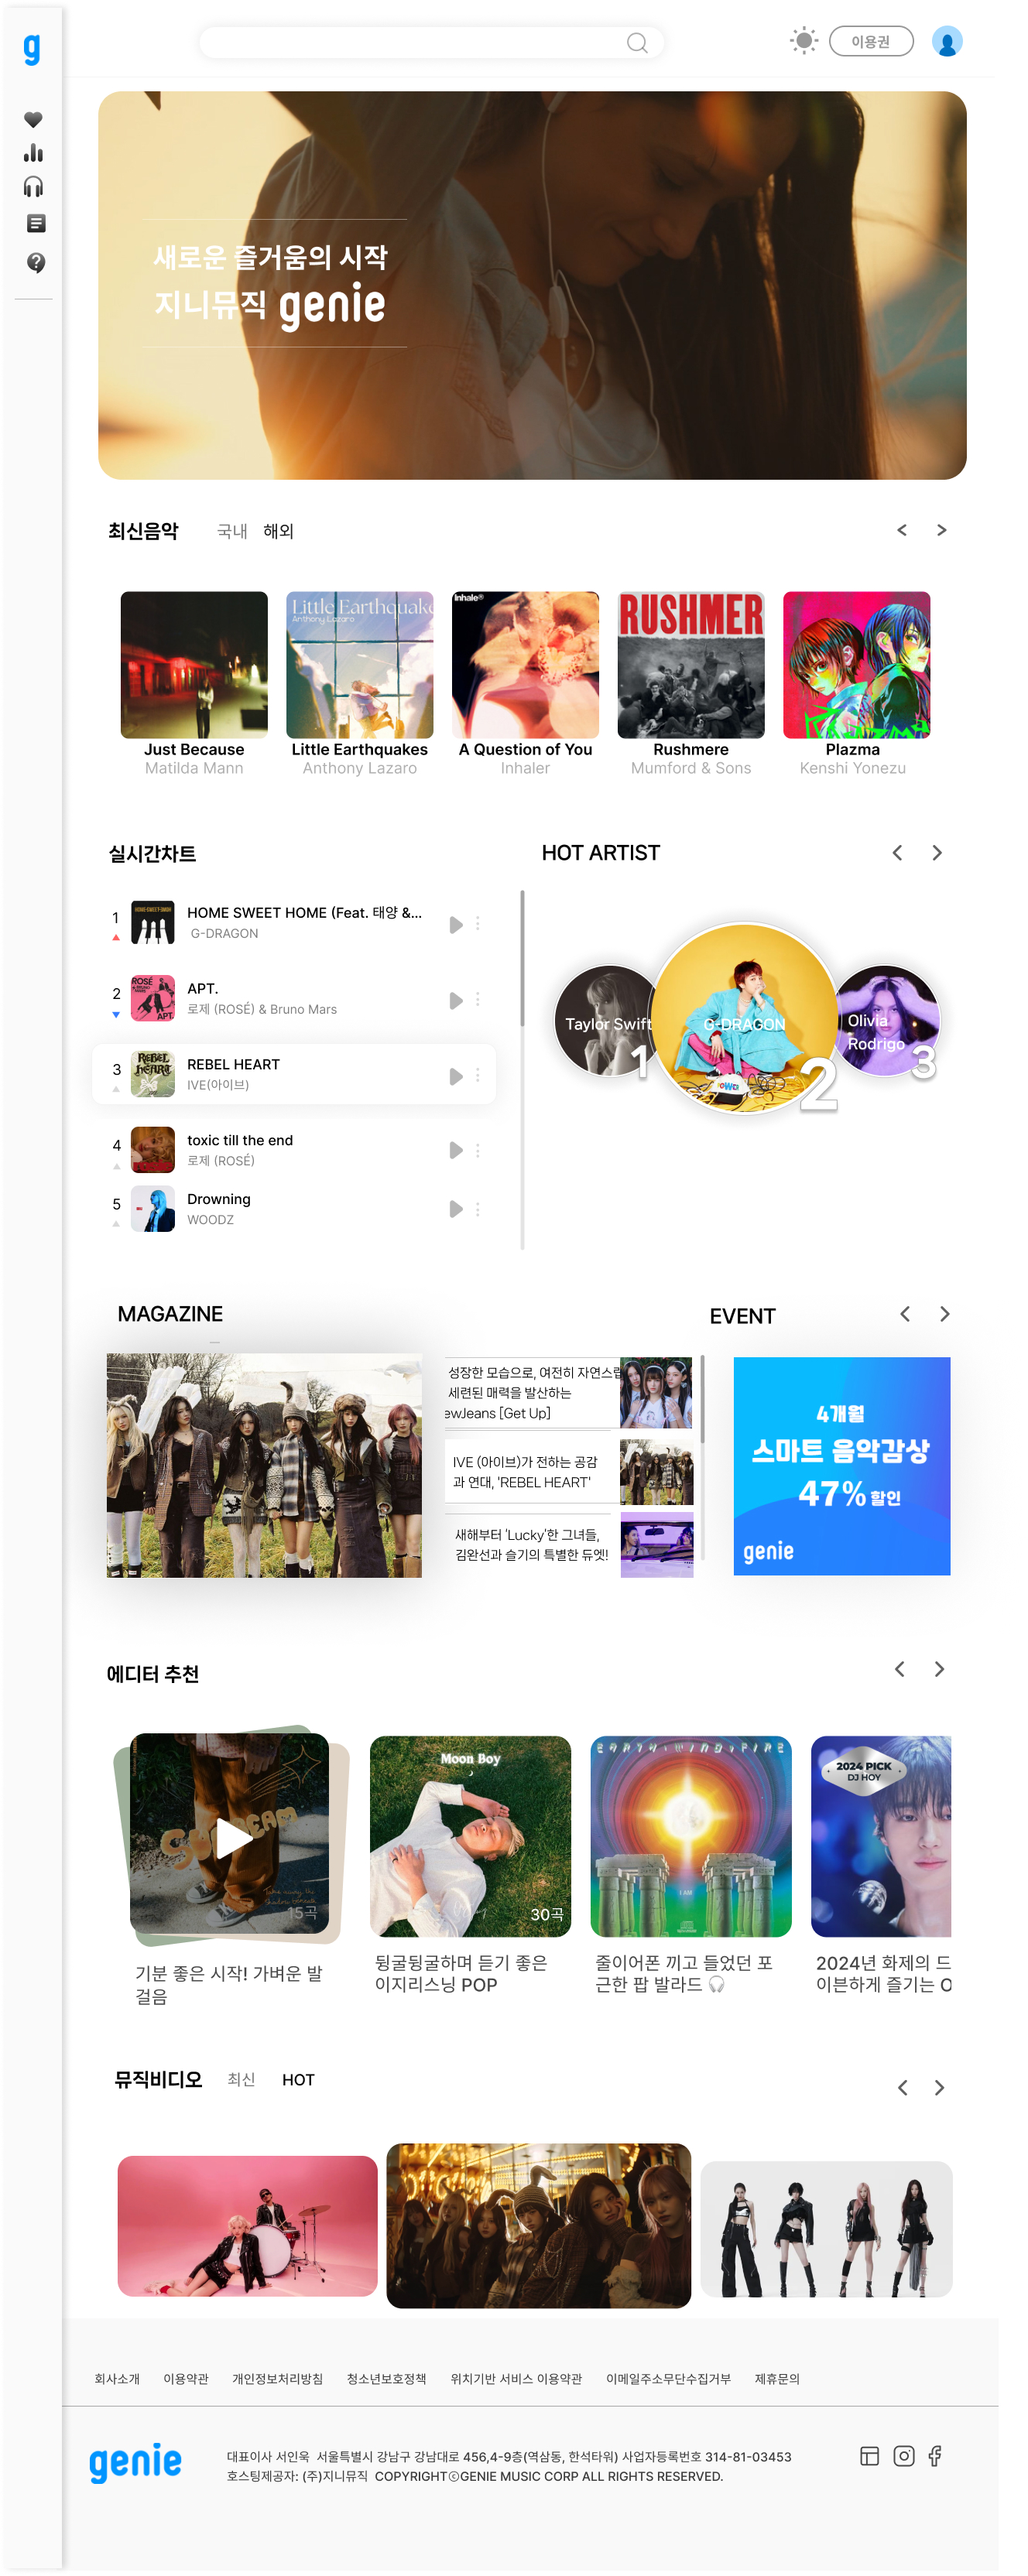 g
이용권
새로운 즐거움의 시작
지니뮤직 genie
최신음악 국내 해외
Little Earthquake
Anthony Lazaro
Inhale®
RUSHMER
Just Because
Matilda Mann
Little Earthquakes
Anthony Lazaro
A Question of You
Inhaler
Rushmere
Mumford & Sons
Plazma
Kenshi Yonezu
실시간차트
1
HOME SWEET HOME
HOME SWEET HOME (Feat. 태양 &...
G-DRAGON
2
ROSÉ
BRUNO MARS
APT.
APT.
로제 (ROSÉ) & Bruno Mars
3
REBEL
HEART
REBEL HEART
IVE(아이브)
4
toxic till the end
로제 (ROSÉ)
5
Drowning
WOODZ
HOT ARTIST
Taylor Swift
1
G-DRAGON
2
Olivia
Rodrigo
3
MAGAZINE
성장한 모습으로, 여전히 자연스럽
세련된 매력을 발산하는
ewJeans [Get Up]
IVE (아이브)가 전하는 공감
과 연대, 'REBEL HEART'
새해부터 'Lucky'한 그녀들,
김완선과 슬기의 특별한 듀엣!
EVENT
4개월
스마트 음악감상
47% 할인
genie
에디터 추천
15곡
기분 좋은 시작! 가벼운 발
걸음
Moon Boy
30곡
뒹굴뒹굴하며 듣기 좋은
이지리스닝 POP
EARTH WIND & FIRE
I AM
줄이어폰 끼고 들었던 포
근한 팝 발라드 🎧
2024 PICK
DJ HOY
2024년 화제의 드
이븐하게 즐기는 O
뮤직비디오 최신 HOT
회사소개 이용약관 개인정보처리방침 청소년보호정책 위치기반 서비스 이용약관 이메일주소무단수집거부 제휴문의
genie
대표이사 서인욱 서울특별시 강남구 강남대로 456,4-9층(역삼동, 한석타워) 사업자등록번호 314-81-03453
호스팅제공자: (주)지니뮤직 COPYRIGHTⓒGENIE MUSIC CORP ALL RIGHTS RESERVED.